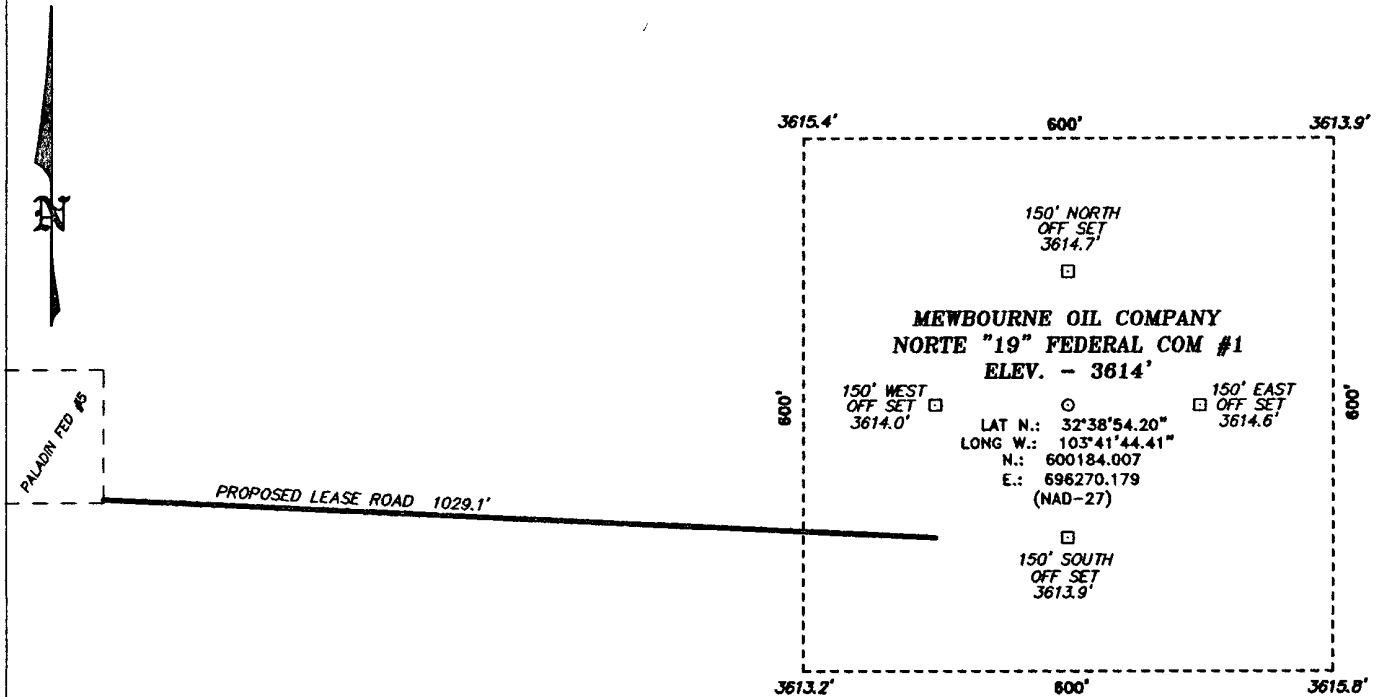 3615.4' 600' 3613.9'
N
150' NORTH
OFF SET
3614.7'
MEWBOURNE OIL COMPANY
NORTE "19" FEDERAL COM #1
ELEV. - 3614'
PALADIN FED #5
600'
150' WEST
OFF SET
3614.0'
150' EAST
OFF SET
3614.6'
600'
LAT N.: 32°38'54.20"
LONG W.: 103°41'44.41"
N.: 600184.007
E.: 696270.179
(NAD-27)
PROPOSED LEASE ROAD 1029.1'
150' SOUTH
OFF SET
3613.9'
3613.2' 600' 3615.8'